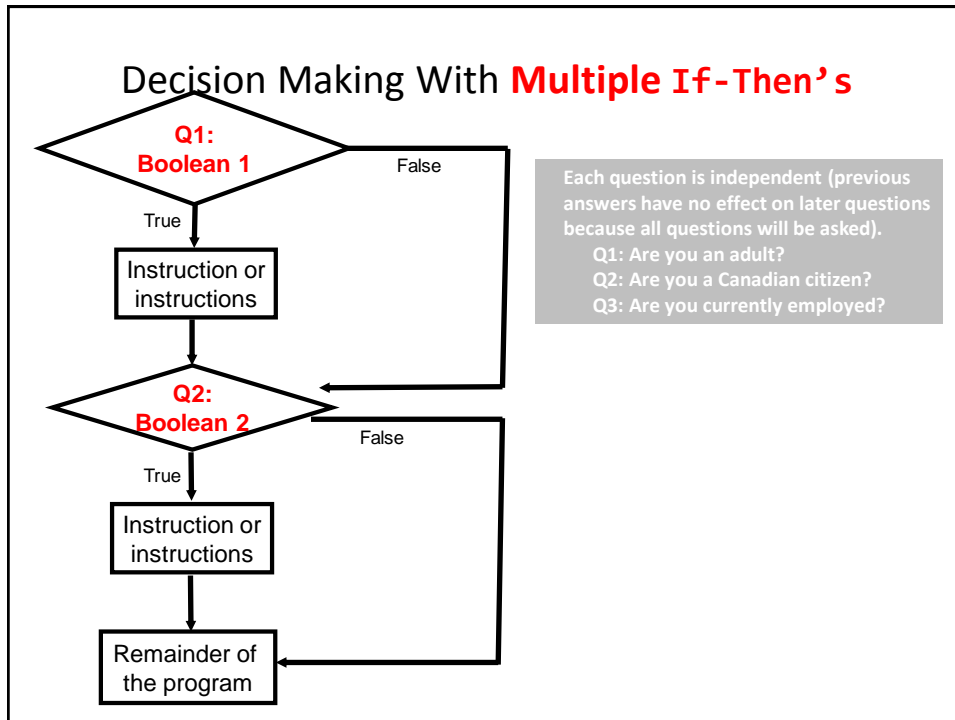 Decision Making With Multiple If-Then's
Q1:
Boolean 1
False
True
Instruction or
instructions
Each question is independent (previous
answers have no effect on later questions
because all questions will be asked).
Q1: Are you an adult?
Q2: Are you a Canadian citizen?
Q3: Are you currently employed?
Q2:
Boolean 2
False
True
Instruction or
instructions
Remainder of
the program